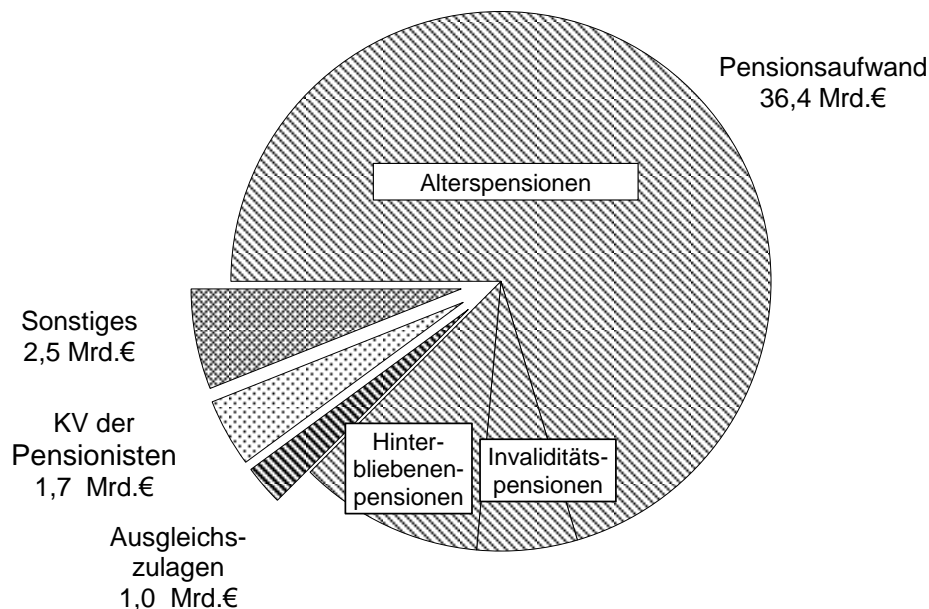 Pensionsaufwand
36,4 Mrd.€
Alterspensionen
Sonstiges
2,5 Mrd.€
KV der
Pensionisten
1,7 Mrd.€
Hinter-
bliebenen-
pensionen
Invaliditäts-
pensionen
Ausgleichs-
zulagen
1,0 Mrd.€